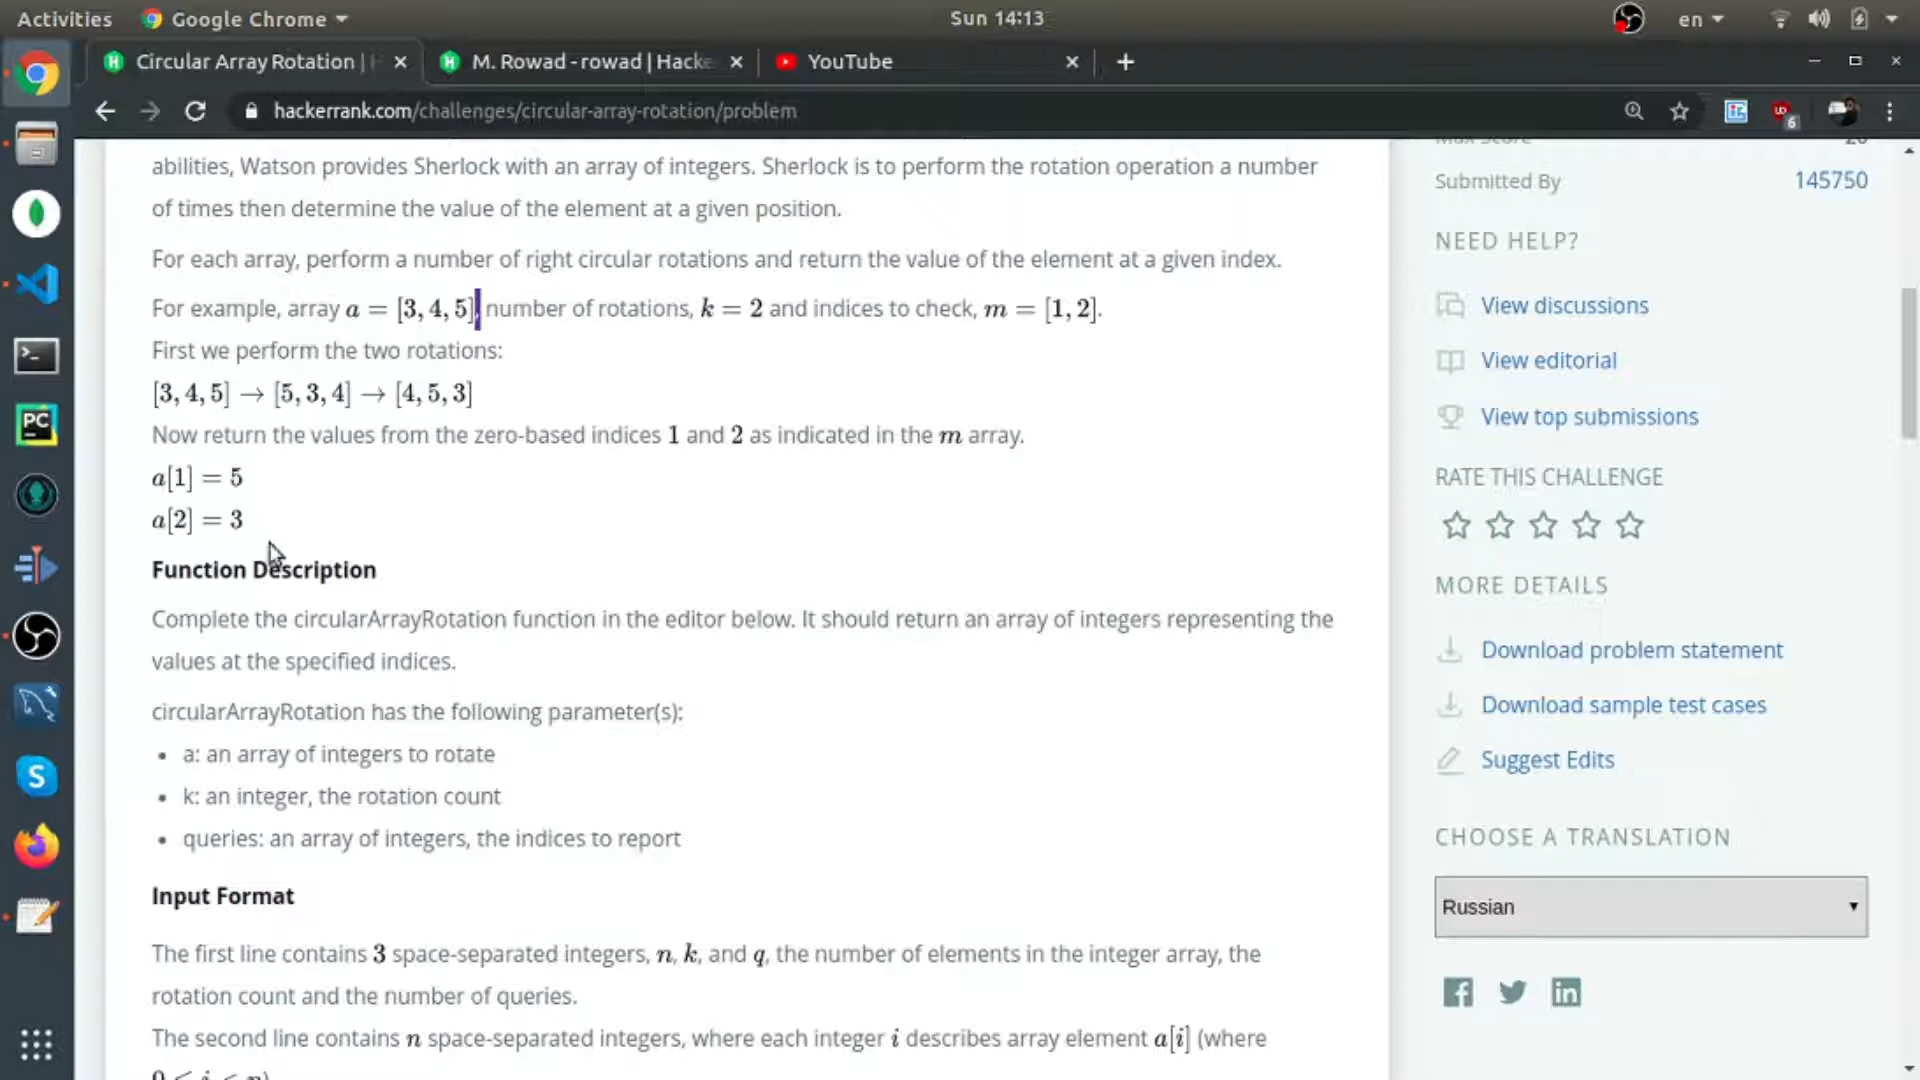 Activities Google Chrome Sun 14:13 en
Circular Array Rotation | M. Rowad - rowad | Hacke YouTube
hackerrank.com/challenges/circular-array-rotation/problem
6
abilities, Watson provides Sherlock with an array of integers. Sherlock is to perform the rotation operation a number
of times then determine the value of the element at a given position.
For each array, perform a number of right circular rotations and return the value of the element at a given index.
For example, array a = [3, 4, 5], number of rotations, k = 2 and indices to check, m = [1, 2].
First we perform the two rotations:
[3, 4, 5] → [5, 3, 4] → [4, 5, 3]
Now return the values from the zero-based indices 1 and 2 as indicated in the m array.
a[1] = 5
a[2] = 3
Function Description
Complete the circularArrayRotation function in the editor below. It should return an array of integers representing the
values at the specified indices.
circularArrayRotation has the following parameter(s):
• a: an array of integers to rotate
• k: an integer, the rotation count
• queries: an array of integers, the indices to report
Input Format
The first line contains 3 space-separated integers, n, k, and q, the number of elements in the integer array, the
rotation count and the number of queries.
The second line contains n space-separated integers, where each integer i describes array element a[i] (where
Max Score 20
Submitted By 145750
NEED HELP?
View discussions
View editorial
View top submissions
RATE THIS CHALLENGE
MORE DETAILS
Download problem statement
Download sample test cases
Suggest Edits
CHOOSE A TRANSLATION
Russian
PC
S